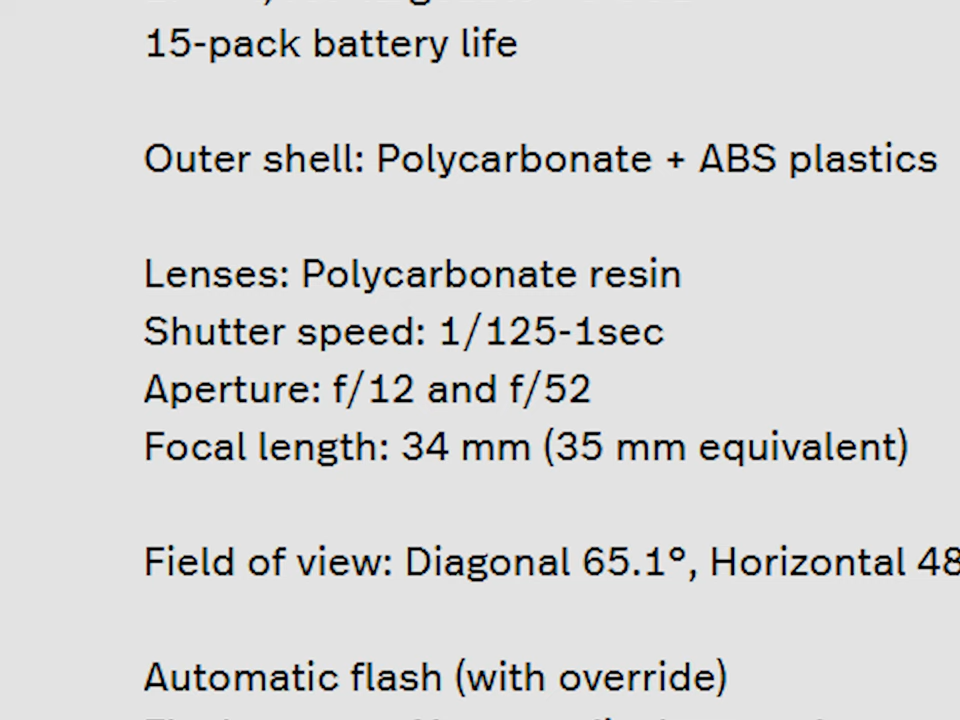 15-pack battery life
Outer shell: Polycarbonate + ABS plastics
Lenses: Polycarbonate resin
Shutter speed: 1/125-1sec
Aperture: f/12 and f/52
Focal length: 34 mm (35 mm equivalent)
Field of view: Diagonal 65.1°, Horizontal 48
Automatic flash (with override)